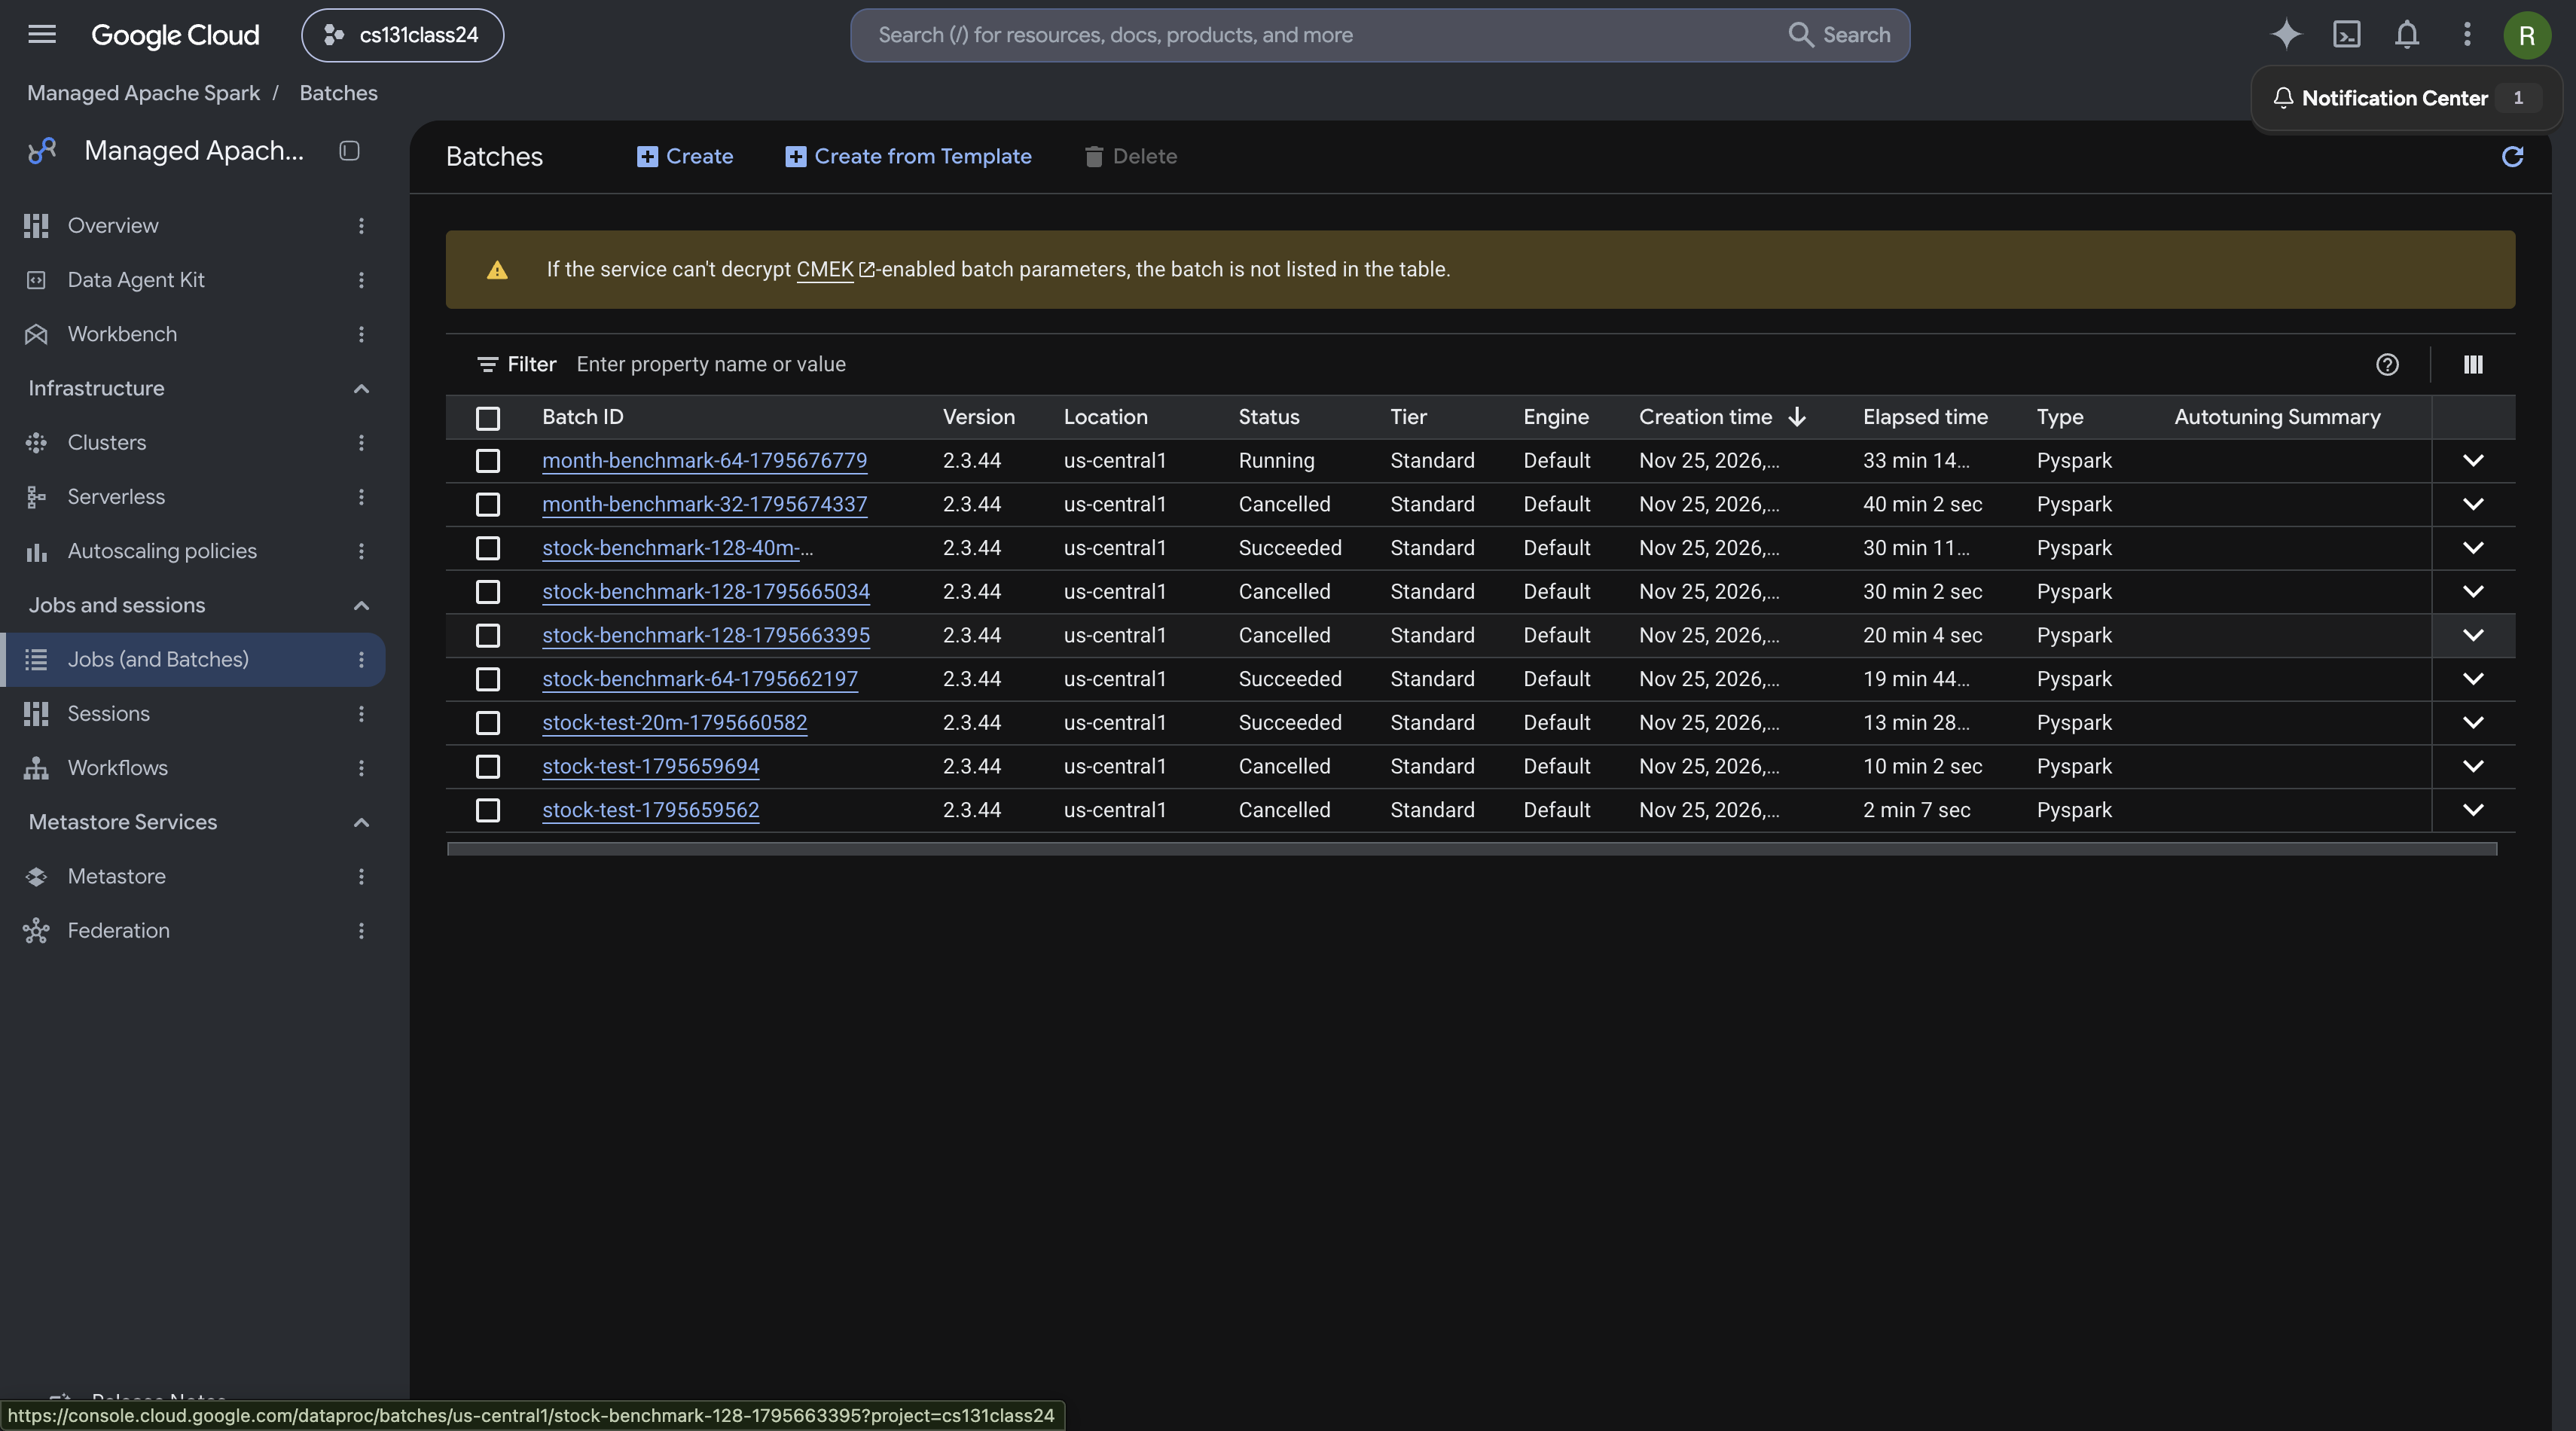 Google Cloud
cs131class24
Search (/) for resources, docs, products, and more
Search
R
Managed Apache Spark / Batches
Notification Center 1
Managed Apach...
Batches
Create
Create from Template
Delete
Overview
Data Agent Kit
Workbench
Infrastructure
Clusters
Serverless
Autoscaling policies
Jobs and sessions
Jobs (and Batches)
Sessions
Workflows
Metastore Services
Metastore
Federation
Release Notes
If the service can't decrypt CMEK -enabled batch parameters, the batch is not listed in the table.
Filter Enter property name or value
Batch ID Version Location Status Tier Engine Creation time Elapsed time Type Autotuning Summary
month-benchmark-64-1795676779 2.3.44 us-central1 Running Standard Default Nov 25, 2026,... 33 min 14... Pyspark
month-benchmark-32-1795674337 2.3.44 us-central1 Cancelled Standard Default Nov 25, 2026,... 40 min 2 sec Pyspark
stock-benchmark-128-40m-... 2.3.44 us-central1 Succeeded Standard Default Nov 25, 2026,... 30 min 11... Pyspark
stock-benchmark-128-1795665034 2.3.44 us-central1 Cancelled Standard Default Nov 25, 2026,... 30 min 2 sec Pyspark
stock-benchmark-128-1795663395 2.3.44 us-central1 Cancelled Standard Default Nov 25, 2026,... 20 min 4 sec Pyspark
stock-benchmark-64-1795662197 2.3.44 us-central1 Succeeded Standard Default Nov 25, 2026,... 19 min 44... Pyspark
stock-test-20m-1795660582 2.3.44 us-central1 Succeeded Standard Default Nov 25, 2026,... 13 min 28... Pyspark
stock-test-1795659694 2.3.44 us-central1 Cancelled Standard Default Nov 25, 2026,... 10 min 2 sec Pyspark
stock-test-1795659562 2.3.44 us-central1 Cancelled Standard Default Nov 25, 2026,... 2 min 7 sec Pyspark
https://console.cloud.google.com/dataproc/batches/us-central1/stock-benchmark-128-1795663395?project=cs131class24